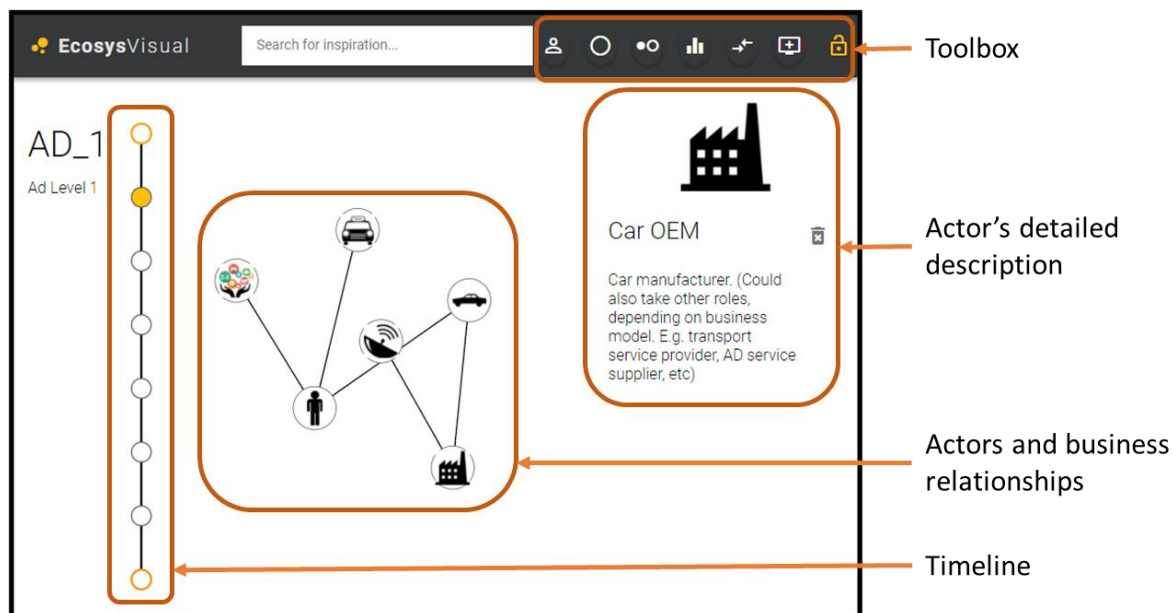 EcosysVisual
Search for inspiration...
Toolbox
AD_1
Ad Level 1
Car OEM
Car manufacturer. (Could
also take other roles,
depending on business
model. E.g. transport
service provider, AD service
supplier, etc)
Actor's detailed
description
Actors and business
relationships
Timeline